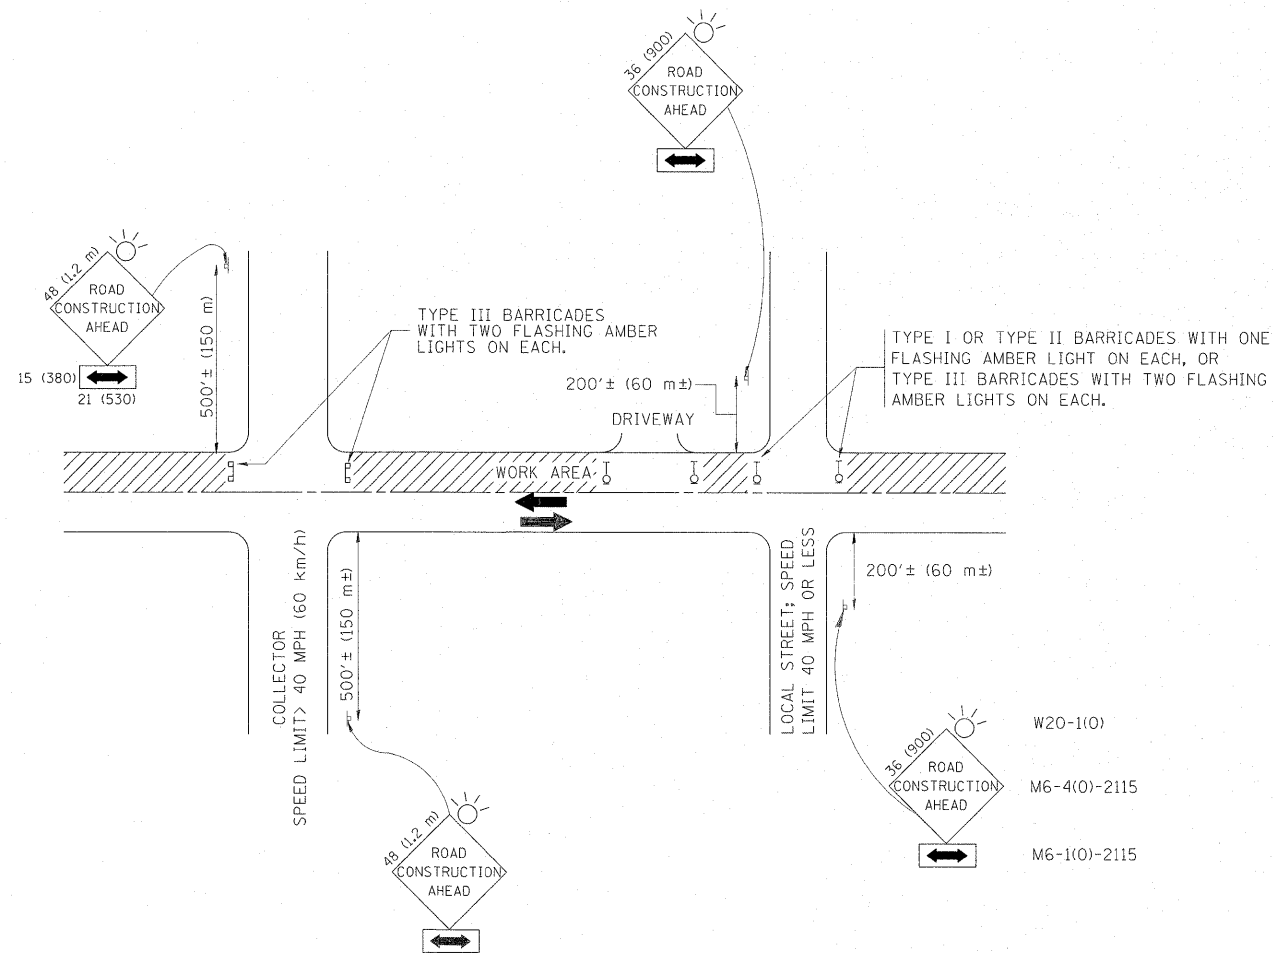 36 (900)
ROAD
CONSTRUCTION
AHEAD
48 (1.2 m)
ROAD
CONSTRUCTION
AHEAD
15 (380)
21 (530)
500'± (150 m)
TYPE III BARRICADES
WITH TWO FLASHING AMBER
LIGHTS ON EACH.
200'± (60 m±)
DRIVEWAY
TYPE I OR TYPE II BARRICADES WITH ONE
FLASHING AMBER LIGHT ON EACH, OR
TYPE III BARRICADES WITH TWO FLASHING
AMBER LIGHTS ON EACH.
WORK AREA
COLLECTOR
SPEED LIMIT> 40 MPH (60 km/h)
500'± (150 m±)
LOCAL STREET; SPEED
LIMIT 40 MPH OR LESS
200'± (60 m±)
48 (1.2 m)
ROAD
CONSTRUCTION
AHEAD
36 (900)
ROAD
CONSTRUCTION
AHEAD
W20-1(O)
M6-4(O)-2115
M6-1(O)-2115